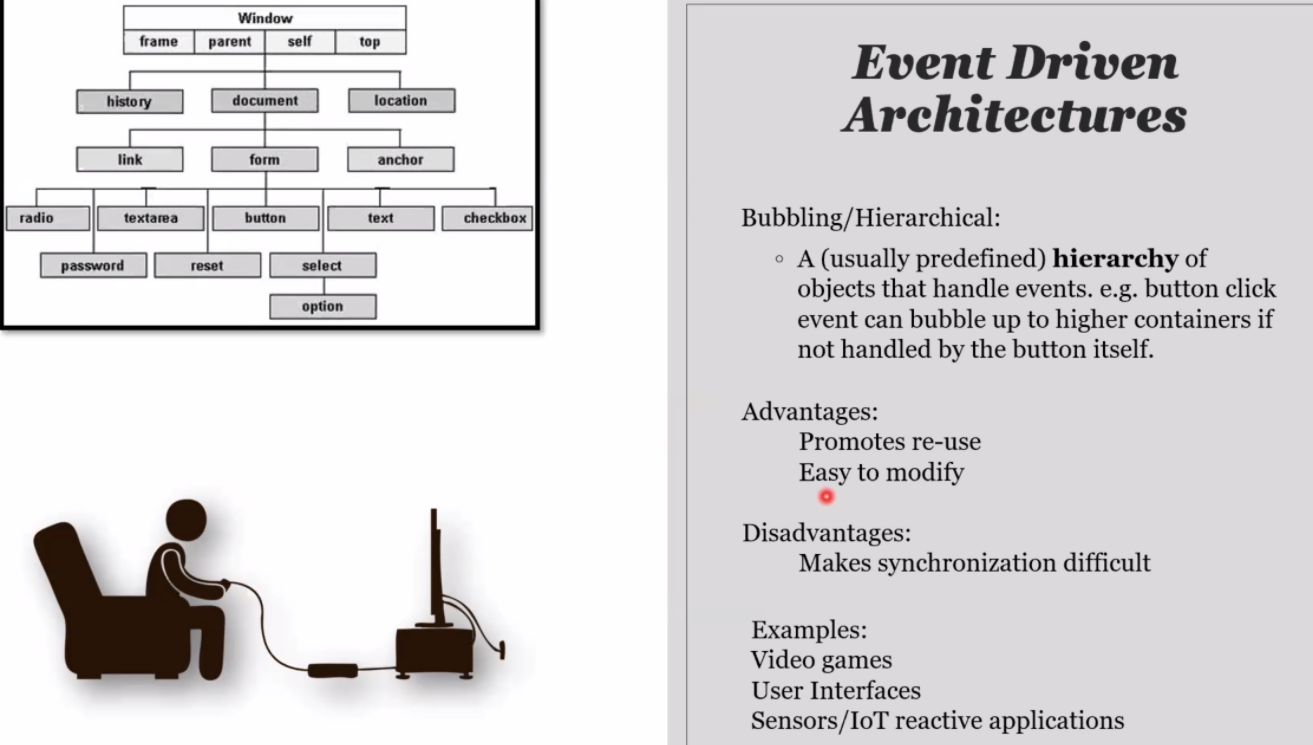 Window
frame parent self top
history document location
link form anchor
radio textarea button text checkbox
password reset select
option
Event Driven
Architectures
Bubbling/Hierarchical:
◦ A (usually predefined) hierarchy of
objects that handle events. e.g. button click
event can bubble up to higher containers if
not handled by the button itself.
Advantages:
Promotes re-use
Easy to modify
Disadvantages:
Makes synchronization difficult
Examples:
Video games
User Interfaces
Sensors/IoT reactive applications